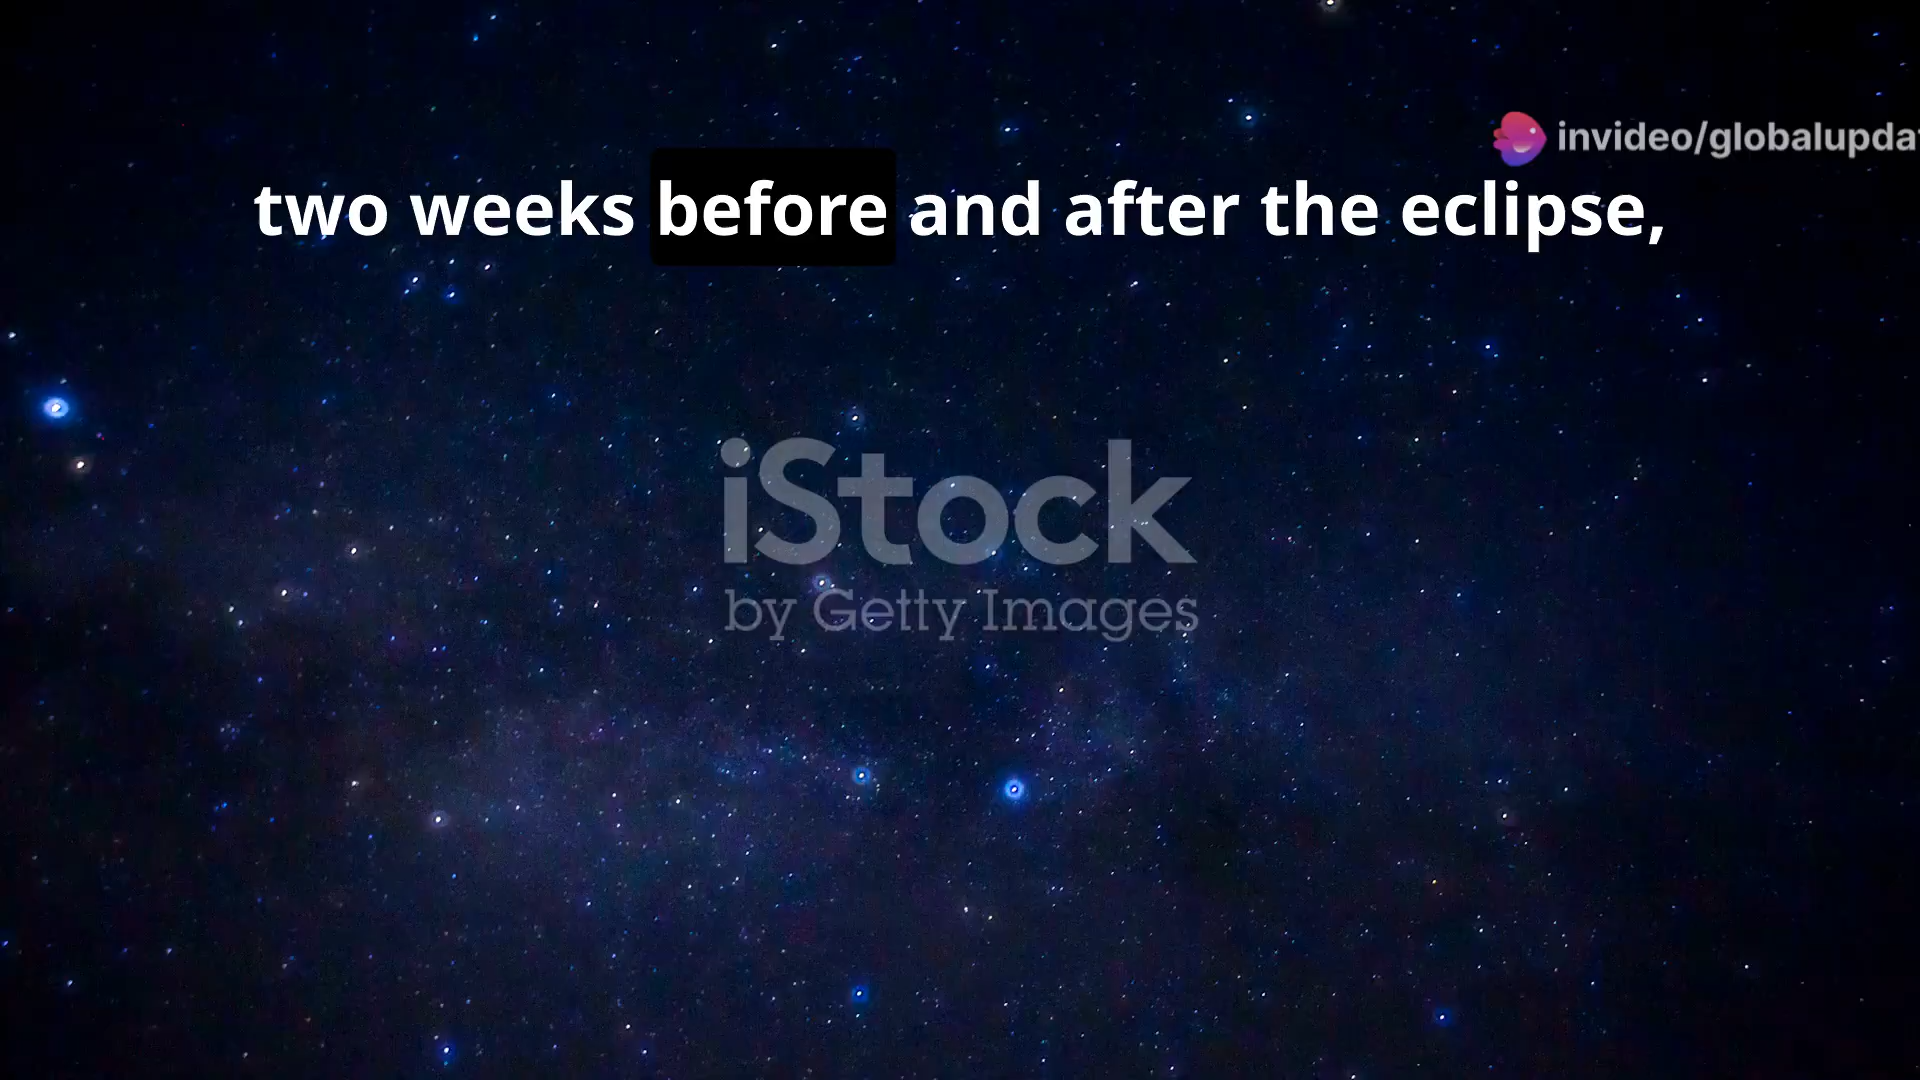 invideo/globalupda
two weeks before and after the eclipse,
iStock
by Getty Images